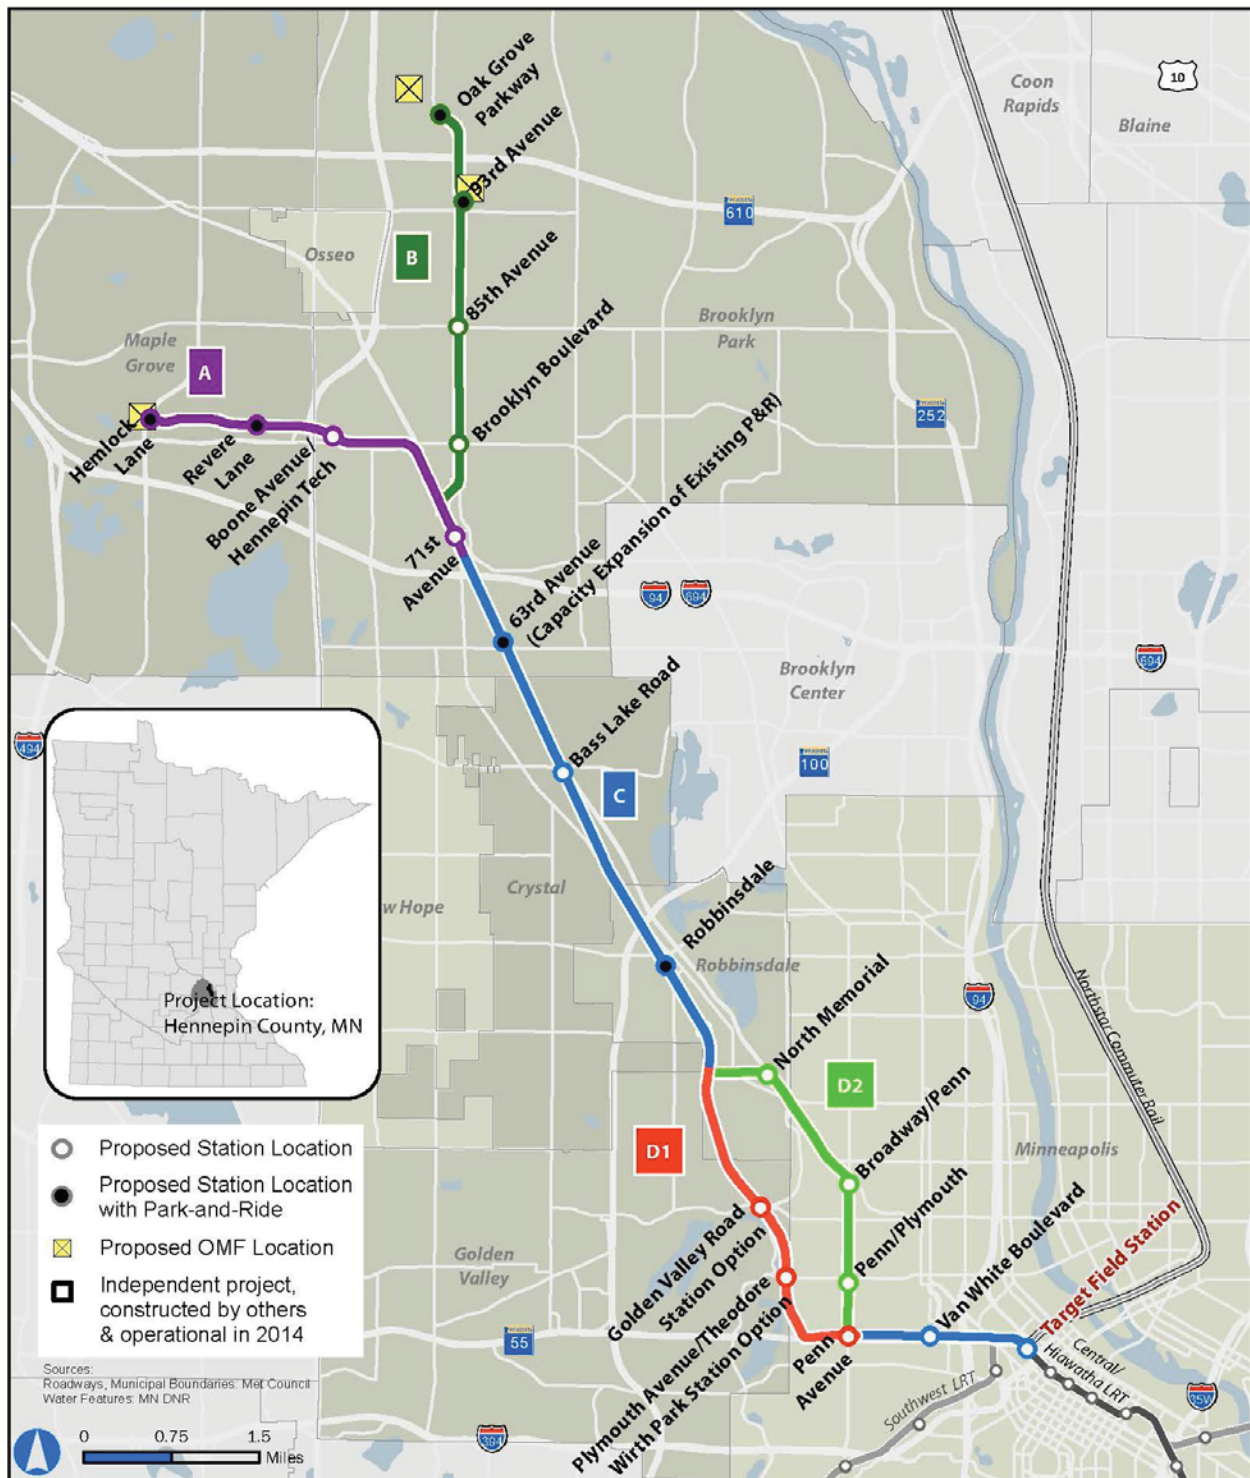 Oak Grove
Parkway
93rd Avenue
85th Avenue
Brooklyn Boulevard
Coon
Rapids
Blaine
10
610
Osseo
B
Brooklyn
Park
Maple
Grove
A
252
Hemlock
Lane
Revere
Lane
Boone Avenue/
Hennepin Tech
71st
Avenue
63rd Avenue
(Capacity Expansion of Existing P&R)
94
694
694
Brooklyn
Center
Bass Lake Road
494
100
C
Crystal
w Hope
Robbinsdale
Robbinsdale
94
Northstar Commuter Rail
Project Location:
Hennepin County, MN
North Memorial
D2
Broadway/Penn
D1
Minneapolis
Penn/Plymouth
Van White Boulevard
Target Field Station
Golden
Valley
Golden Valley Road
Station Option
Plymouth Avenue/Theodore
Wirth Park Station Option
Penn
Avenue
55
Central/
Hiawatha LRT
Southwest LRT
35W
394
Proposed Station Location
Proposed Station Location
with Park-and-Ride
Proposed OMF Location
Independent project,
constructed by others
& operational in 2014
Sources:
Roadways, Municipal Boundaries: Met Council
Water Features: MN DNR
0 0.75 1.5
Miles